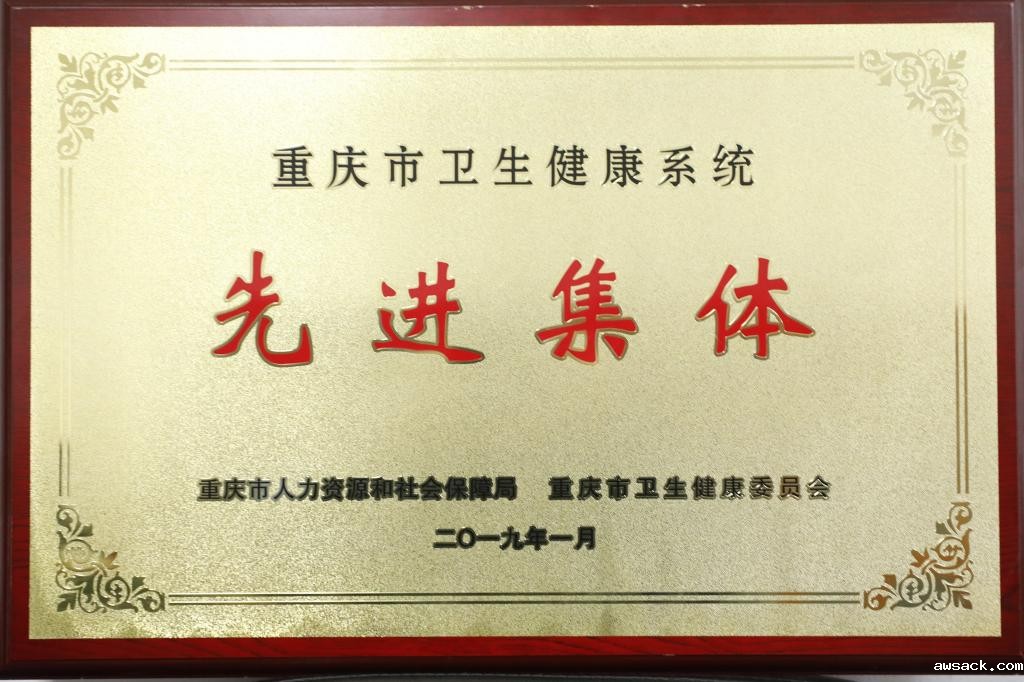 重庆市卫生健康系统
先进集体
重庆市人力资源和社会保障局 重庆市卫生健康委员会
二〇一九年一月
awsack.com